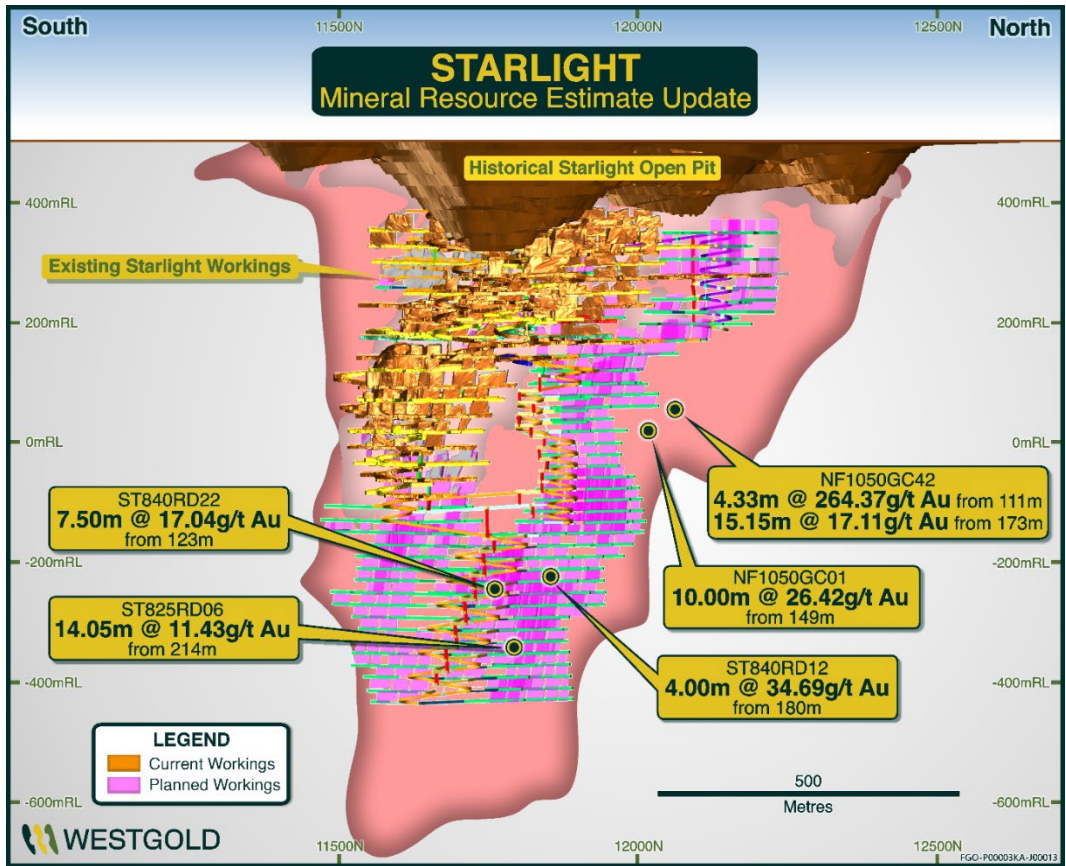 South
11500N
12000N
12500N
North
STARLIGHT
Mineral Resource Estimate Update
Historical Starlight Open Pit
400mRL
400mRL
Existing Starlight Workings
200mRL
200mRL
0mRL
0mRL
NF1050GC42
4.33m @ 264.37g/t Au from 111m
15.15m @ 17.11g/t Au from 173m
ST840RD22
7.50m @ 17.04g/t Au
from 123m
-200mRL
-200mRL
NF1050GC01
10.00m @ 26.42g/t Au
from 149m
ST825RD06
14.05m @ 11.43g/t Au
from 214m
ST840RD12
4.00m @ 34.69g/t Au
from 180m
-400mRL
-400mRL
LEGEND
Current Workings
Planned Workings
500
Metres
-600mRL
-600mRL
WESTGOLD
11500N
12000N
12500N
FGO-P00003KA-J00013